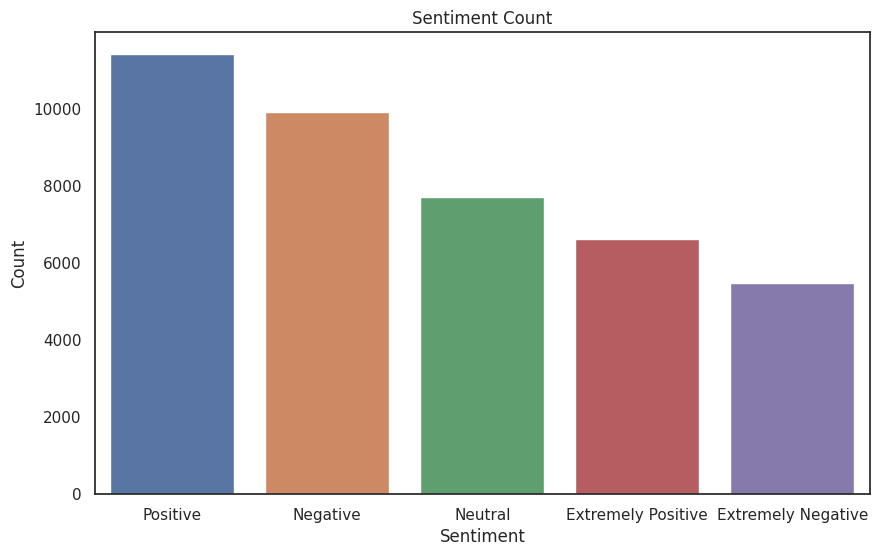 Sentiment Count
Count
10000
8000
6000
4000
2000
0
Positive
Negative
Neutral
Extremely Positive
Extremely Negative
Sentiment